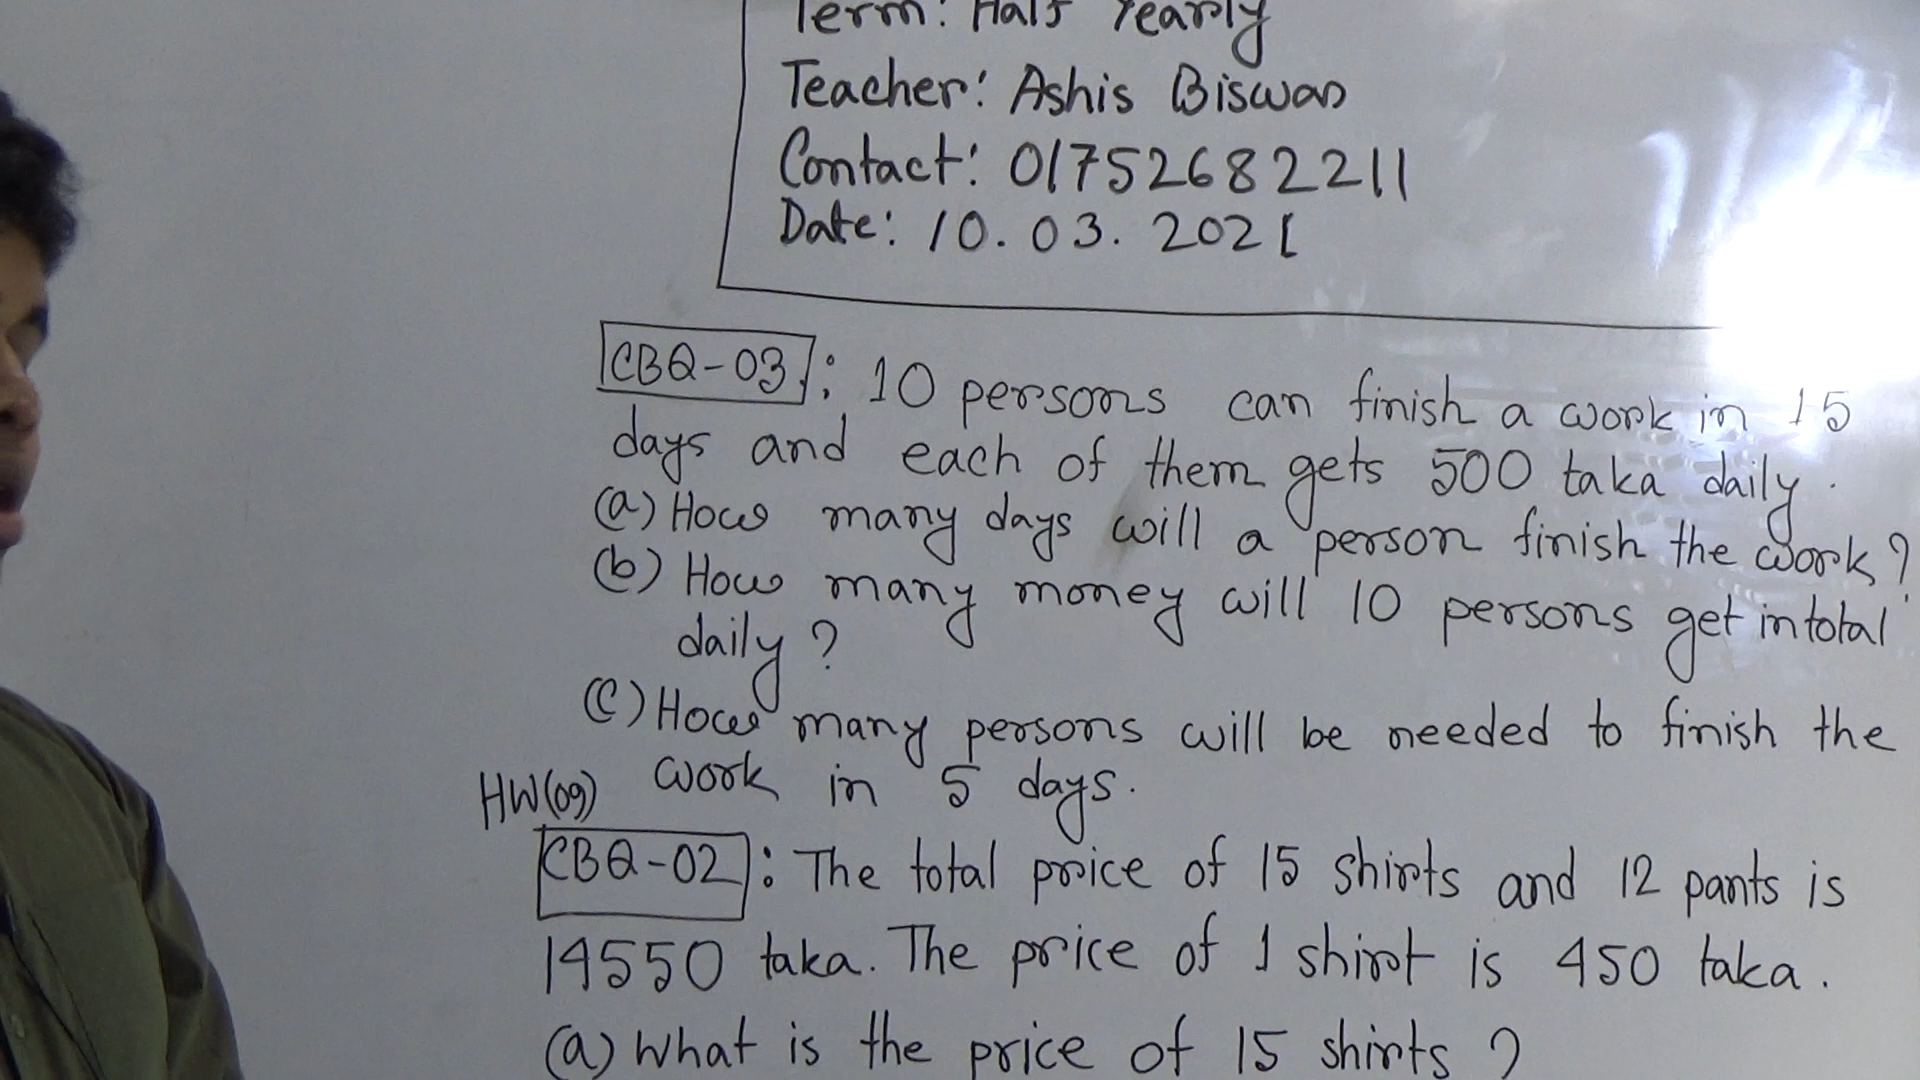 Term: Half Yearly
Teacher: Ashis Biswas
Contact: 01752682211
Date: 10.03.2021
CBQ-03: 10 persons can finish a work in 15
days and each of them gets 500 taka daily.
(a) How many days will a person finish the work?
(b) How many money will 10 persons get in total
daily?
(c) How many persons will be needed to finish the
work in 5 days.
HW(09)
CBQ-02: The total price of 15 shirts and 12 pants is
14550 taka. The price of 1 shirt is 450 taka.
(a) What is the price of 15 shirts?